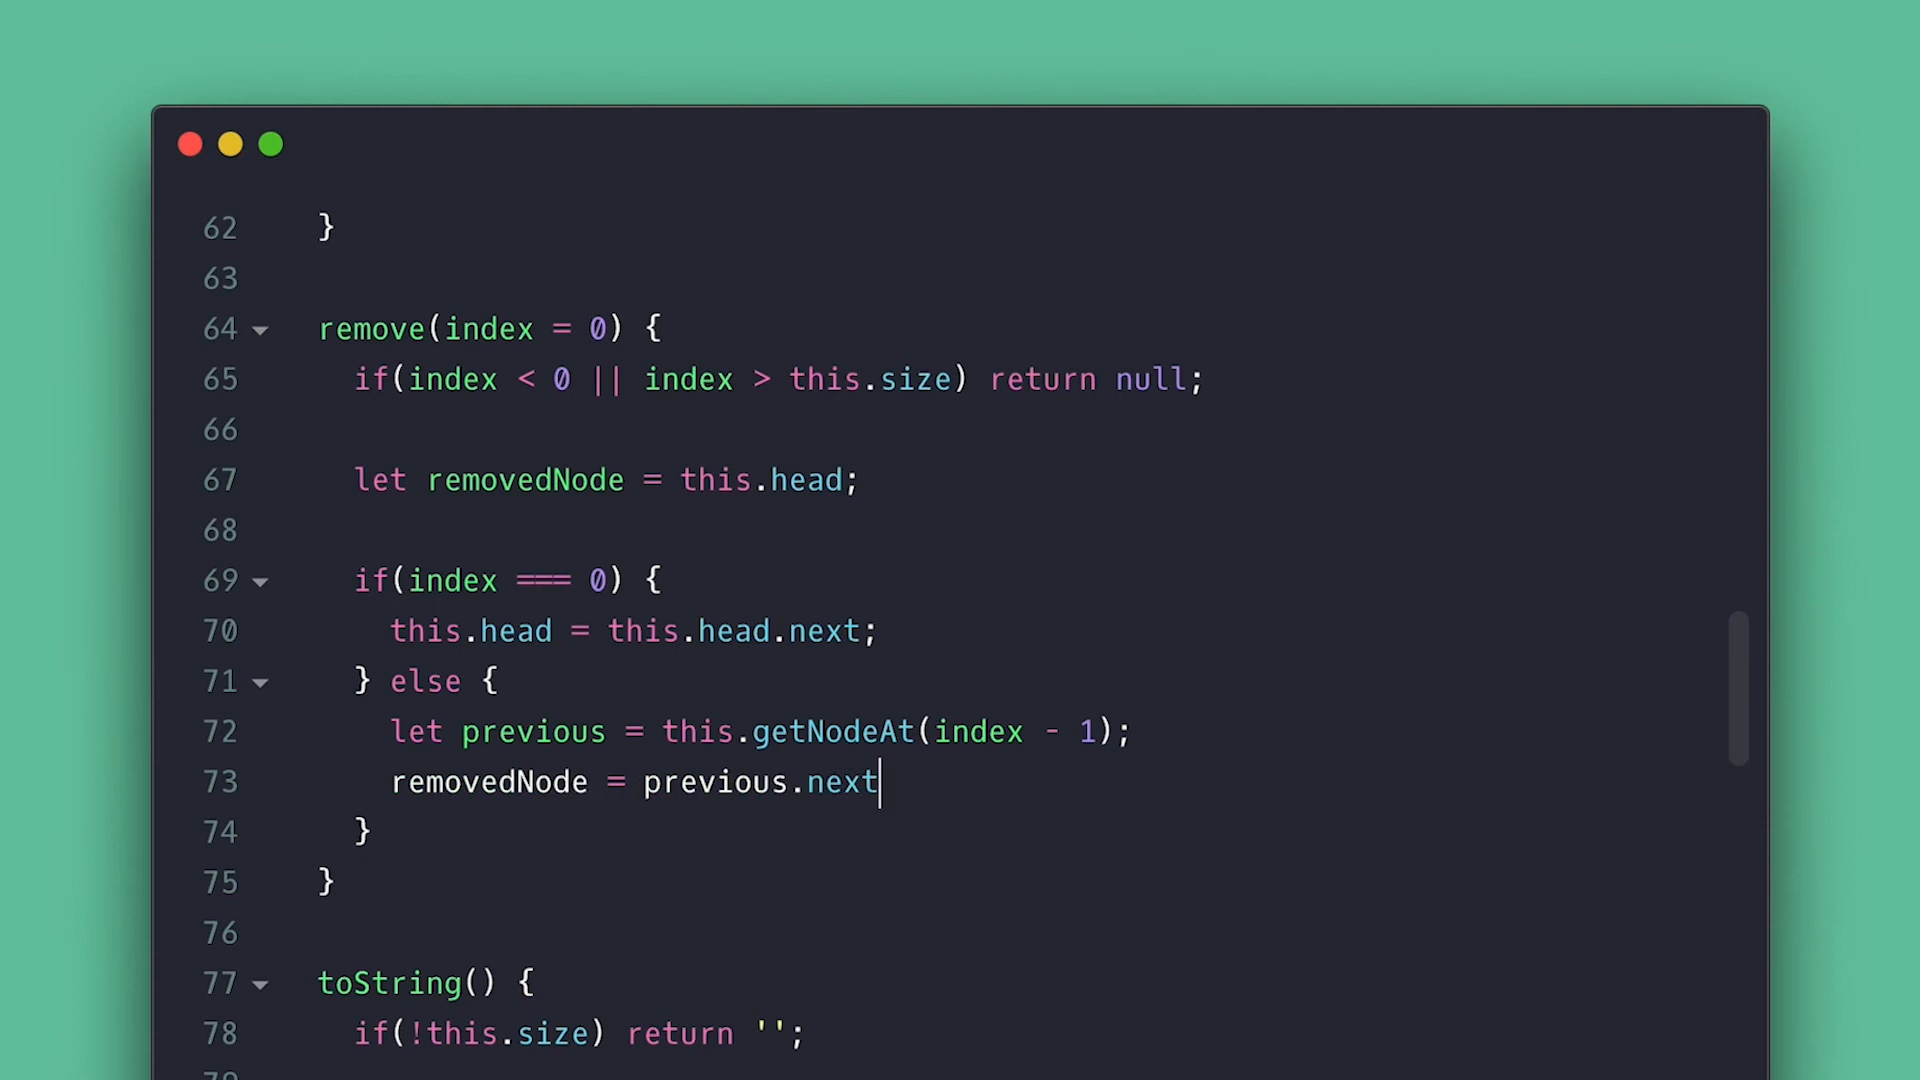 62 }
63
64 remove(index = 0) {
65 if(index < 0 || index > this.size) return null;
66
67 let removedNode = this.head;
68
69 if(index === 0) {
70 this.head = this.head.next;
71 } else {
72 let previous = this.getNodeAt(index - 1);
73 removedNode = previous.next
74 }
75 }
76
77 toString() {
78 if(!this.size) return '';